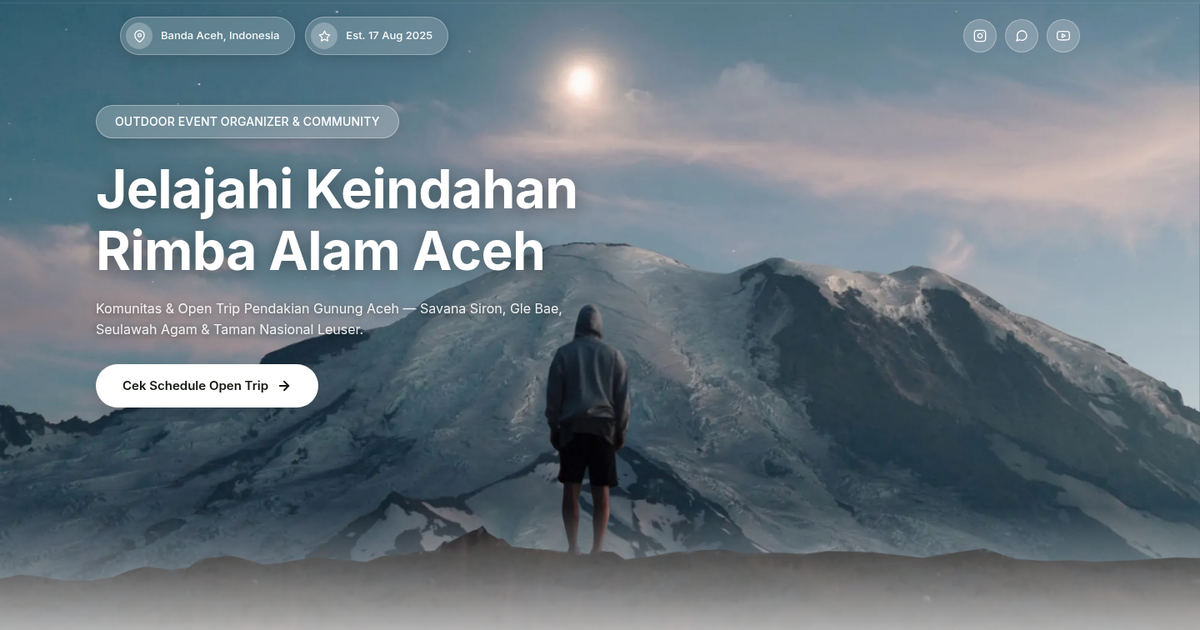 Banda Aceh, Indonesia
Est. 17 Aug 2025
OUTDOOR EVENT ORGANIZER & COMMUNITY
Jelajahi Keindahan
Rimba Alam Aceh
Komunitas & Open Trip Pendakian Gunung Aceh — Savana Siron, Gle Bae,
Seulawah Agam & Taman Nasional Leuser.
Cek Schedule Open Trip